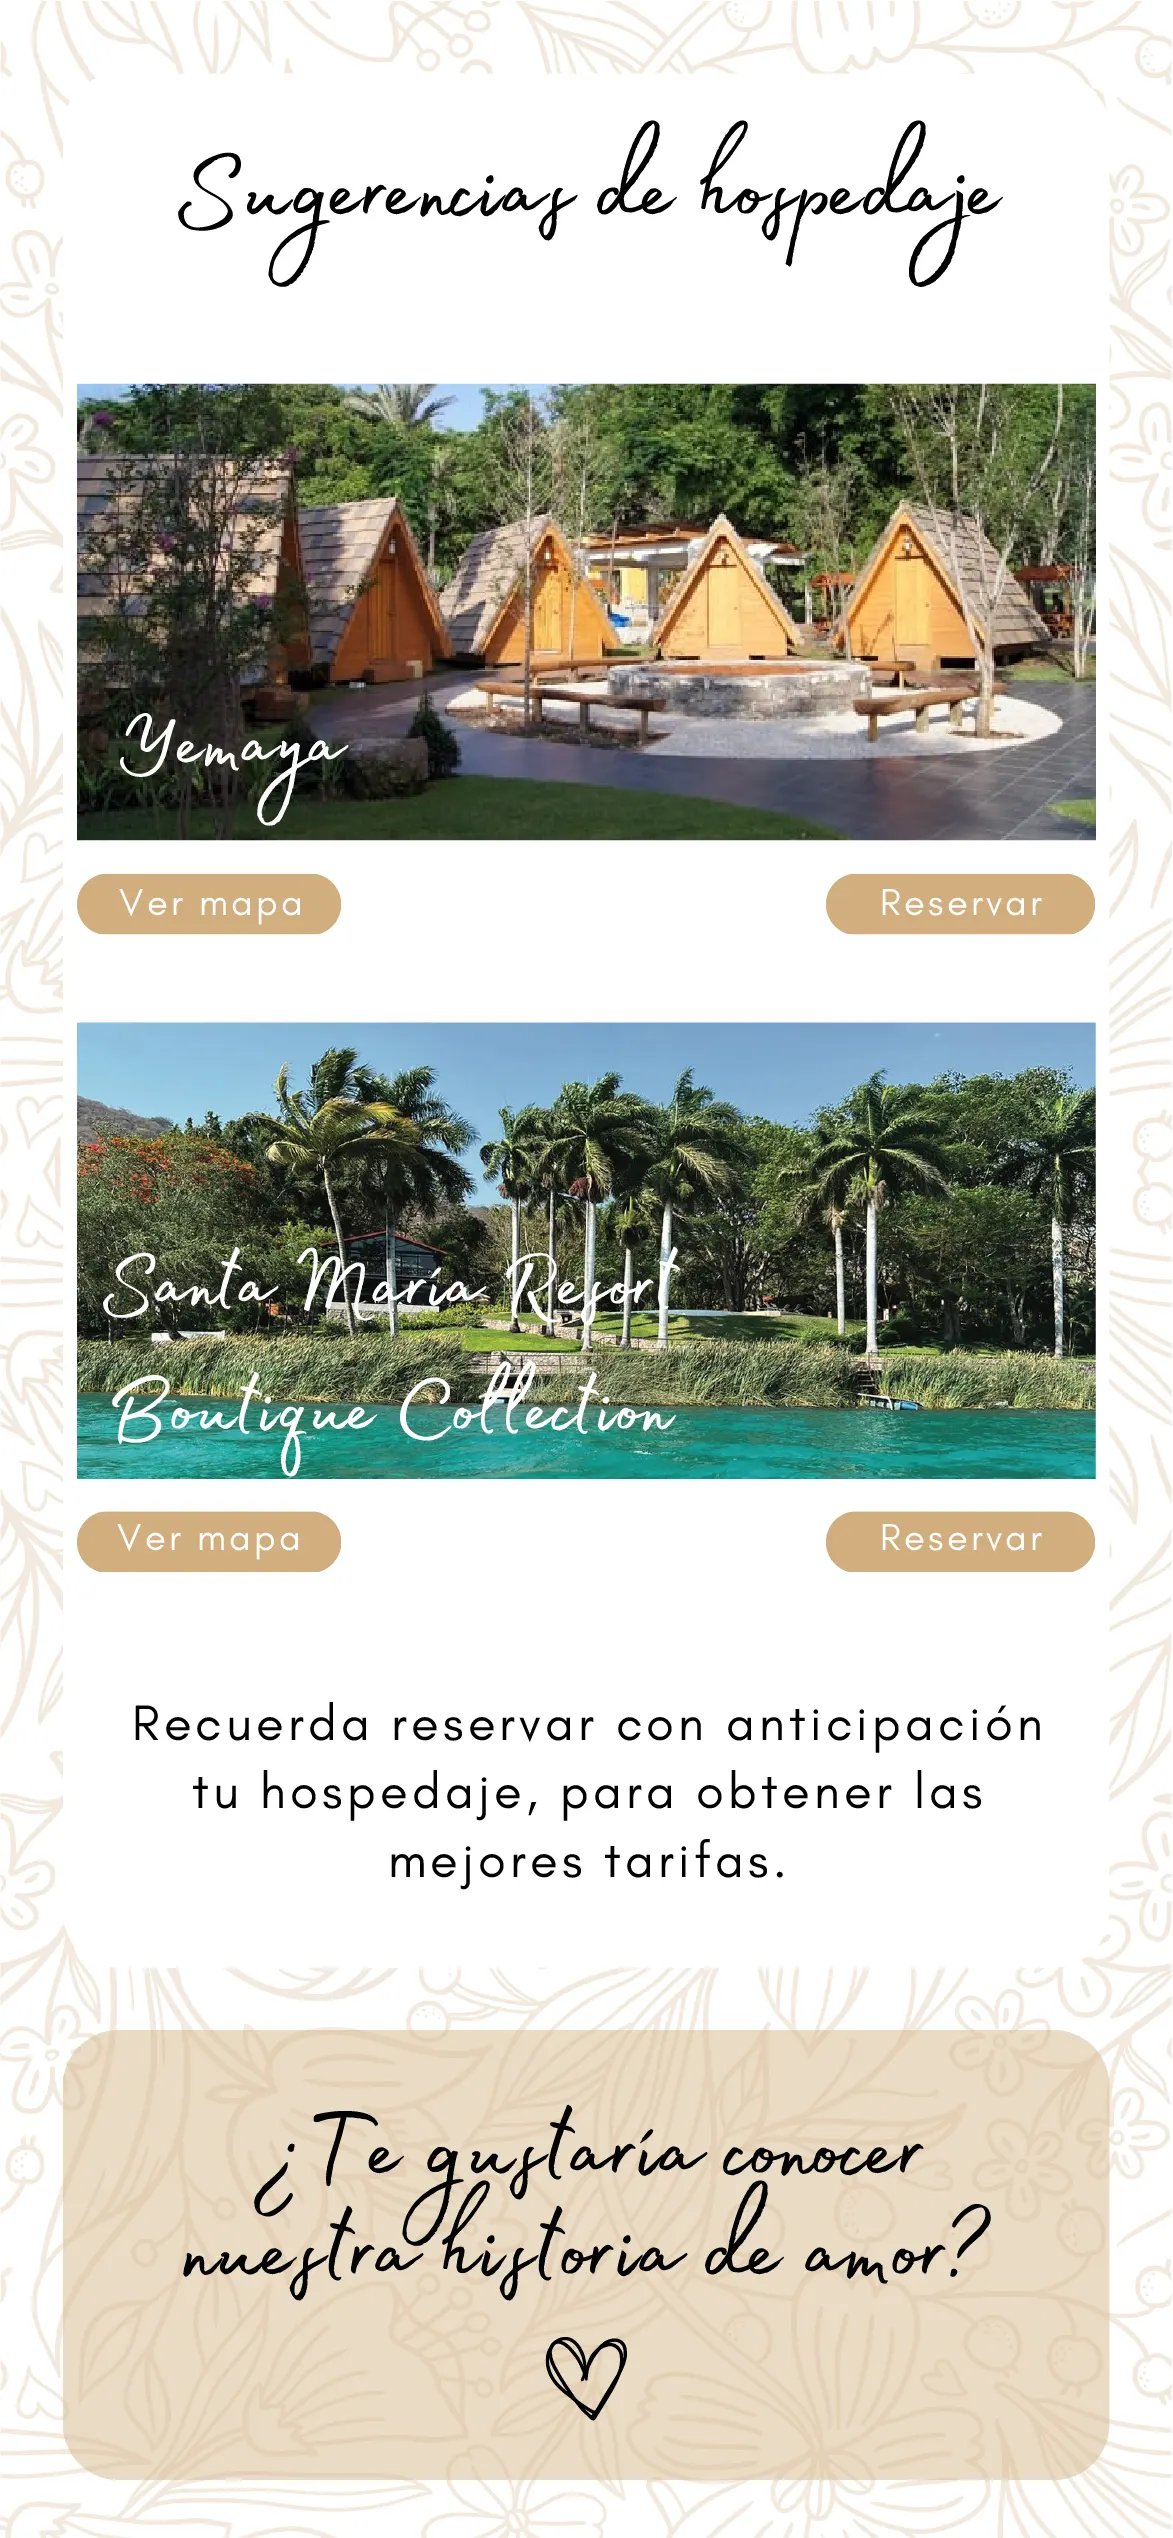 Sugerencias de hospedaje
Yemaya
Ver mapa
Reservar
Santa María Resort
Boutique Collection
Ver mapa
Reservar
Recuerda reservar con anticipación
tu hospedaje, para obtener las
mejores tarifas.
¿Te gustaría conocer
nuestra historia de amor?